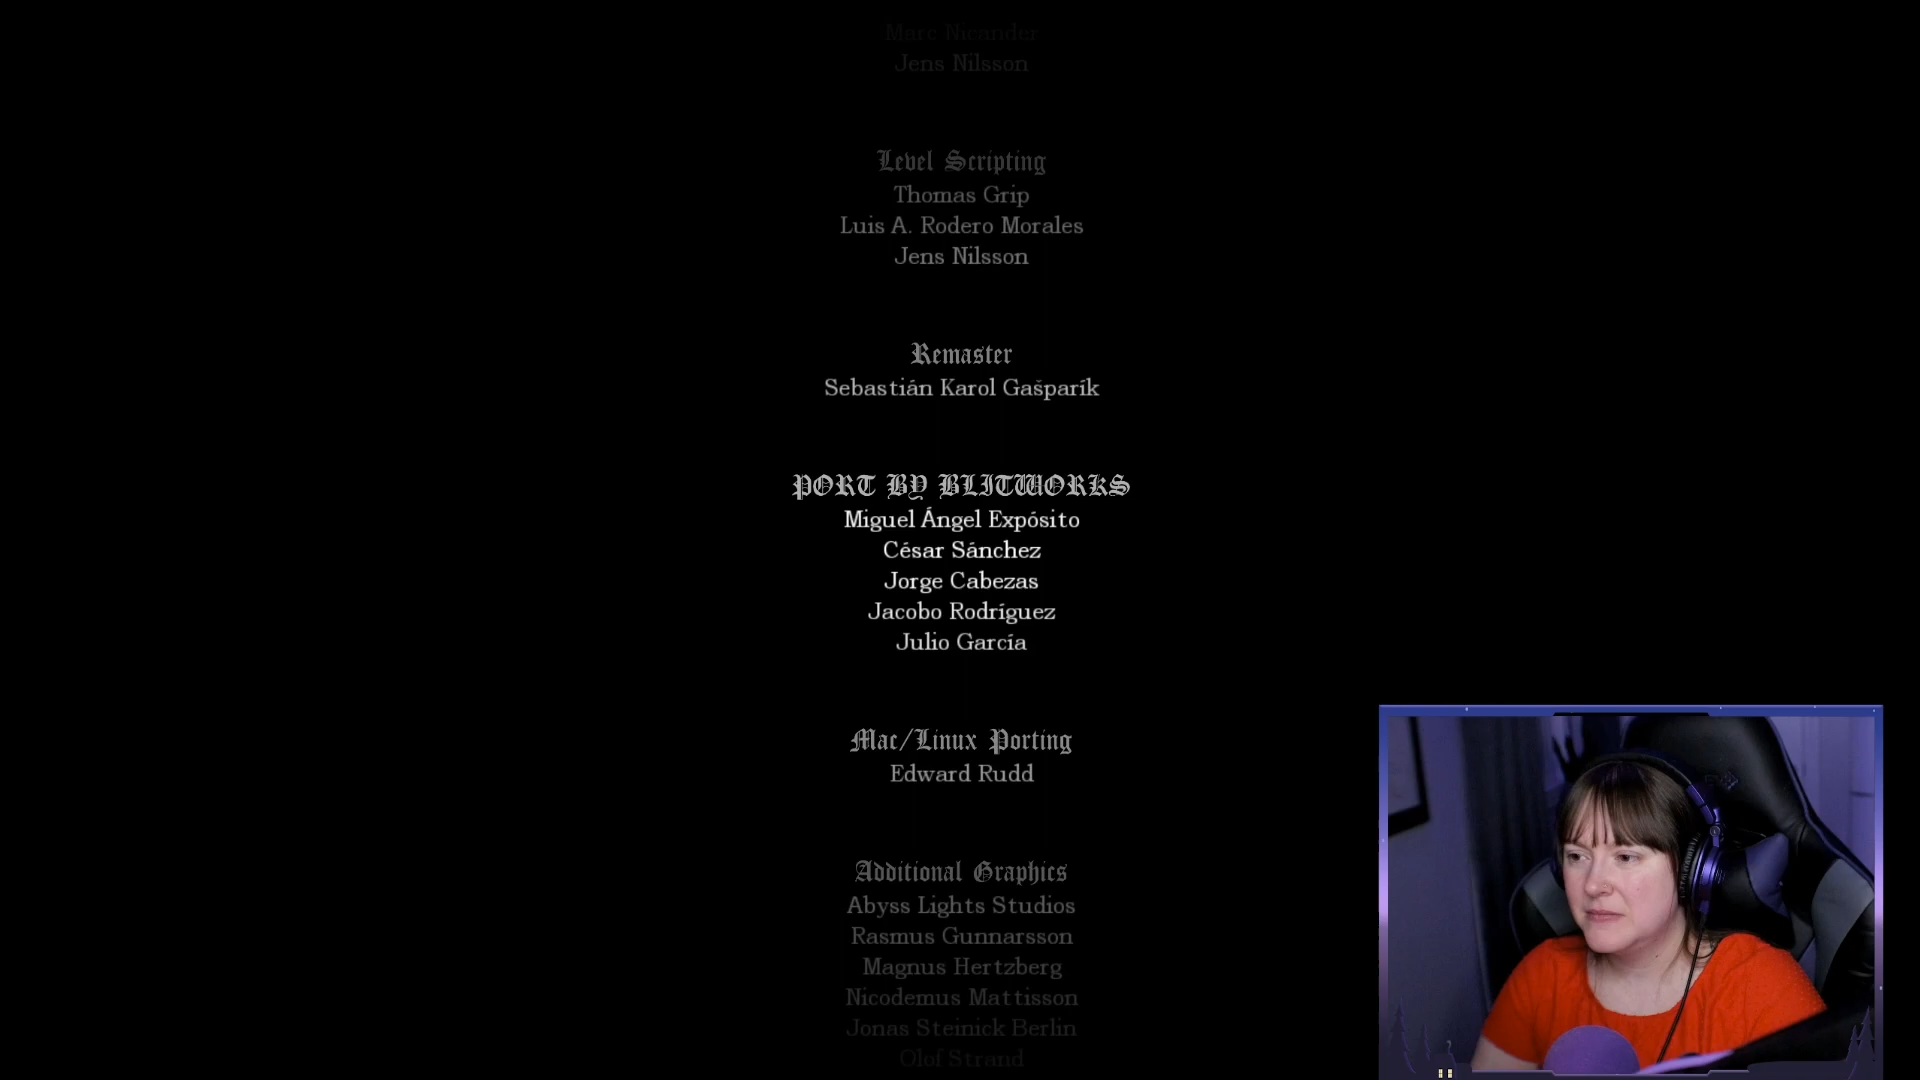 Marc Nicander
Jens Nilsson
Level Scripting
Thomas Grip
Luis A. Rodero Morales
Jens Nilsson
Remaster
Sebastián Karol Gašparík
PORT BY BLITWORKS
Miguel Ángel Expósito
César Sánchez
Jorge Cabezas
Jacobo Rodríguez
Julio García
Mac/Linux Porting
Edward Rudd
Additional Graphics
Abyss Lights Studios
Rasmus Gunnarsson
Magnus Hertzberg
Nicodemus Mattisson
Jonas Steinick Berlin
Olof Strand